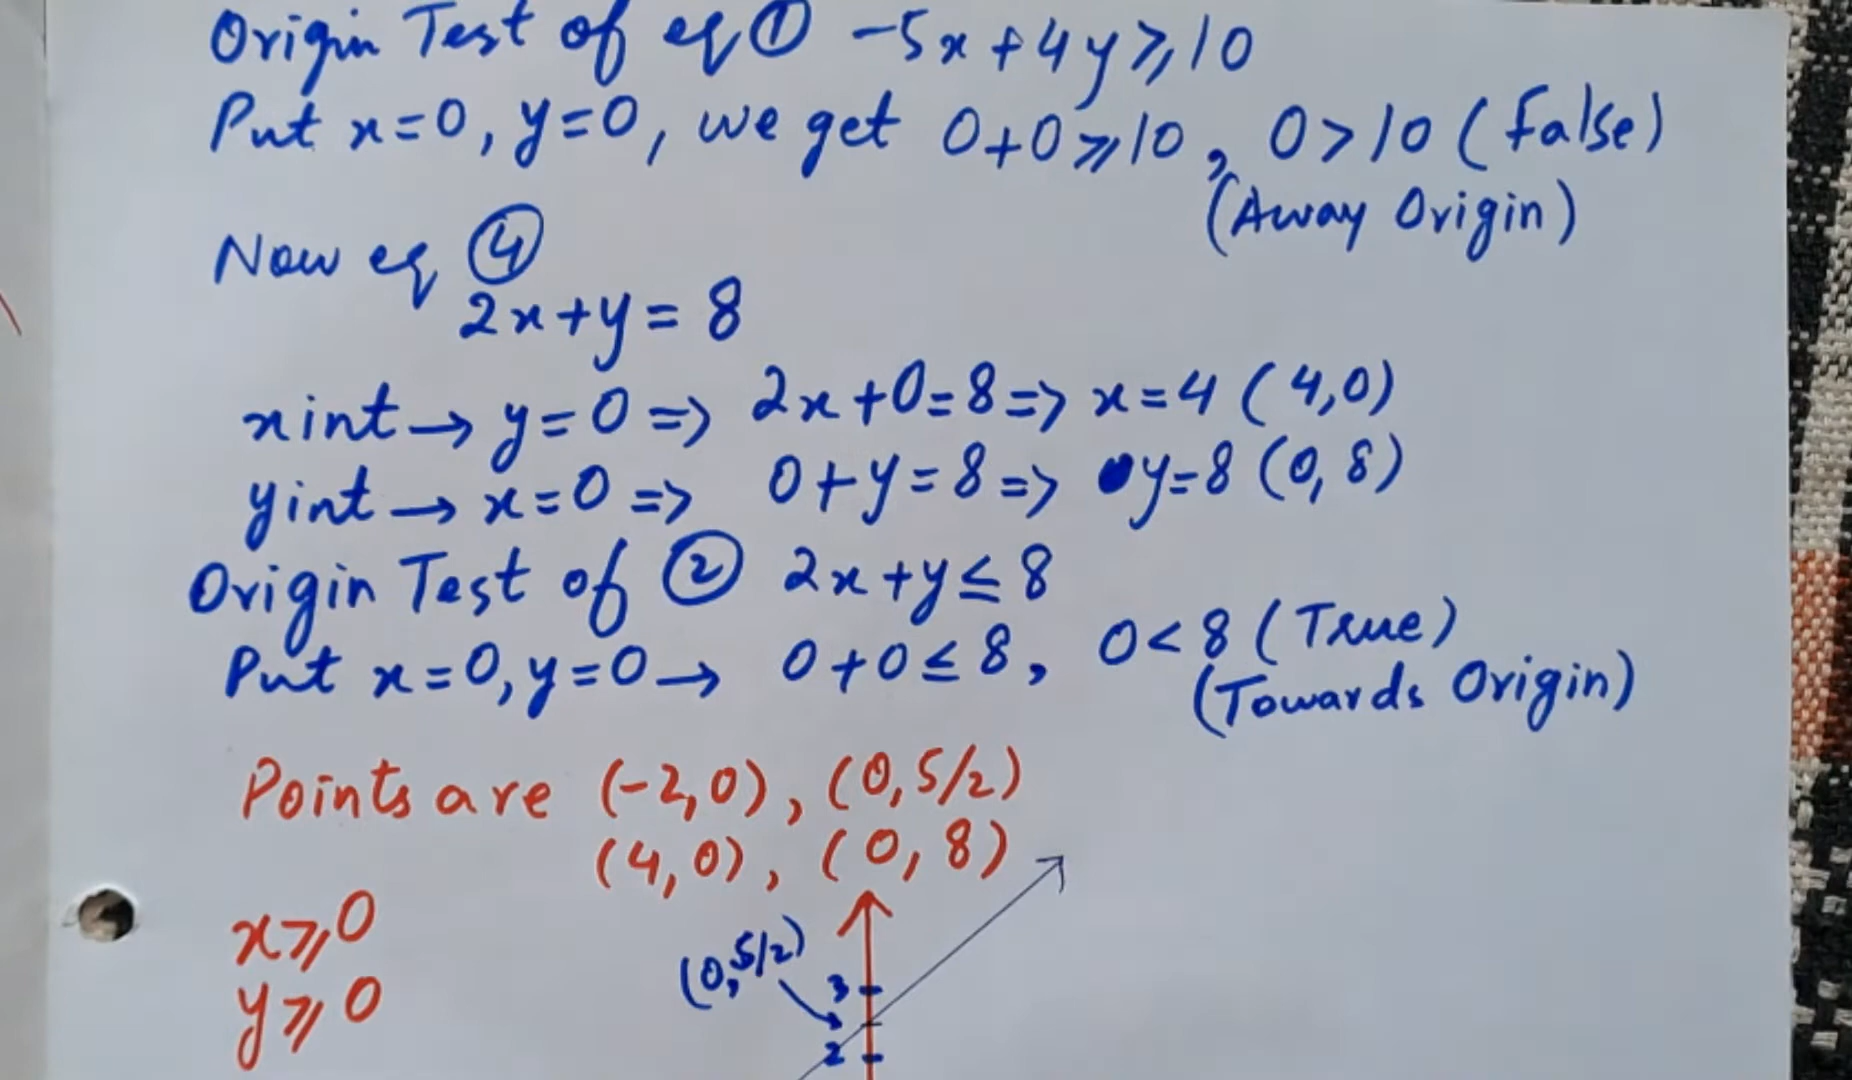 Origin Test of eq ① -5x+4y⩾10
Put x=0, y=0, we get 0+0⩾10, 0>10 (False)
(Away Origin)
Now eq ④
2x+y=8
x int → y=0 => 2x+0=8 => x=4 (4,0)
y int → x=0 => 0+y=8 => y=8 (0,8)
Origin Test of ② 2x+y≤8
Put x=0, y=0 → 0+0≤8, 0<8 (True)
(Towards Origin)
Points are (-2,0), (0,5/2)
(4,0), (0,8)
x⩾0
y⩾0
(0,5/2)
3
2